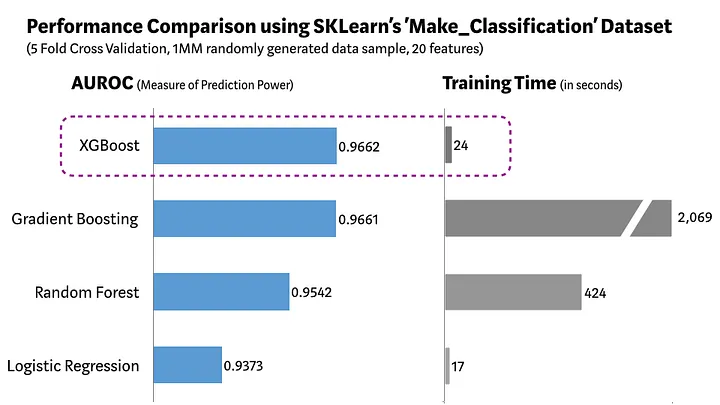 Performance Comparison using SKLearn's 'Make_Classification' Dataset
(5 Fold Cross Validation, 1MM randomly generated data sample, 20 features)
AUROC (Measure of Prediction Power)
Training Time (in seconds)
XGBoost 0.9662 24
Gradient Boosting 0.9661 2,069
Random Forest 0.9542 424
Logistic Regression 0.9373 17